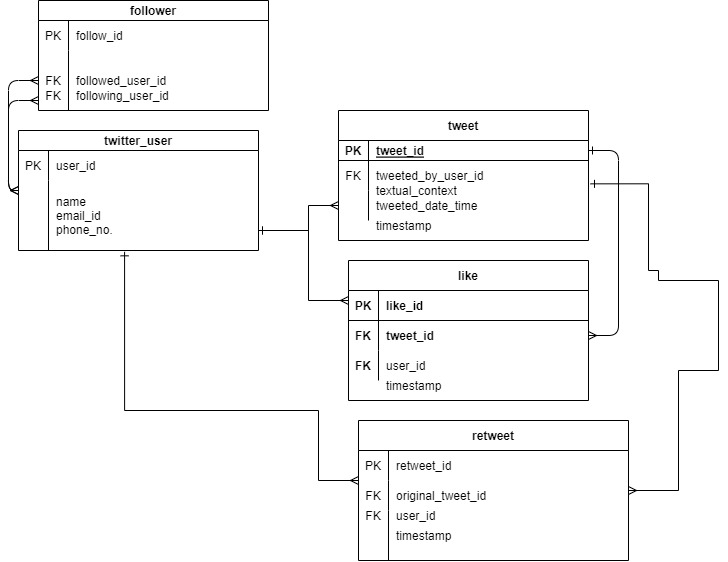 follower
PK follow_id
FK followed_user_id
FK following_user_id
twitter_user
PK user_id
name
email_id
phone_no.
tweet
PK tweet_id
FK tweeted_by_user_id
textual_context
tweeted_date_time
timestamp
like
PK like_id
FK tweet_id
FK user_id
timestamp
retweet
PK retweet_id
FK original_tweet_id
FK user_id
timestamp